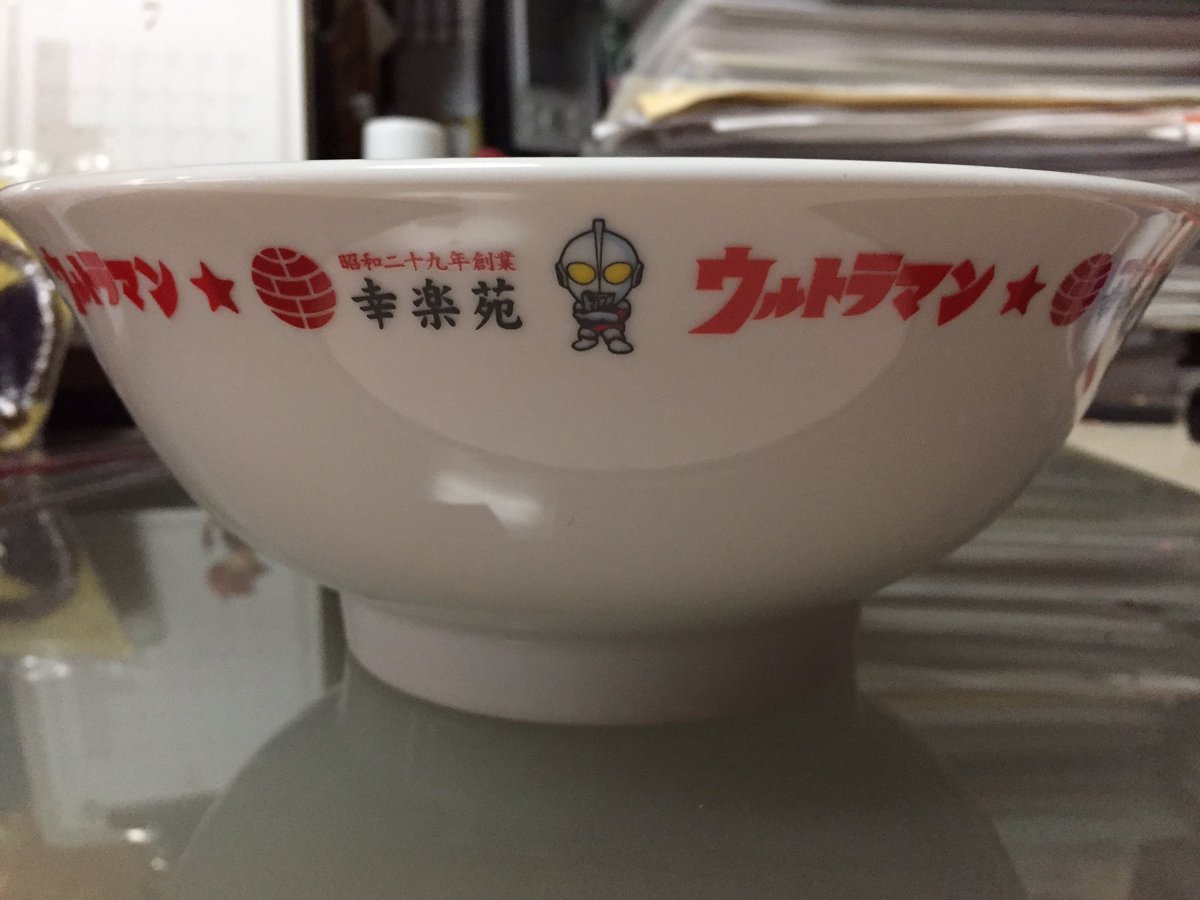 ウルトラマン★
昭和二十九年創業
幸楽苑
ウルトラマン★